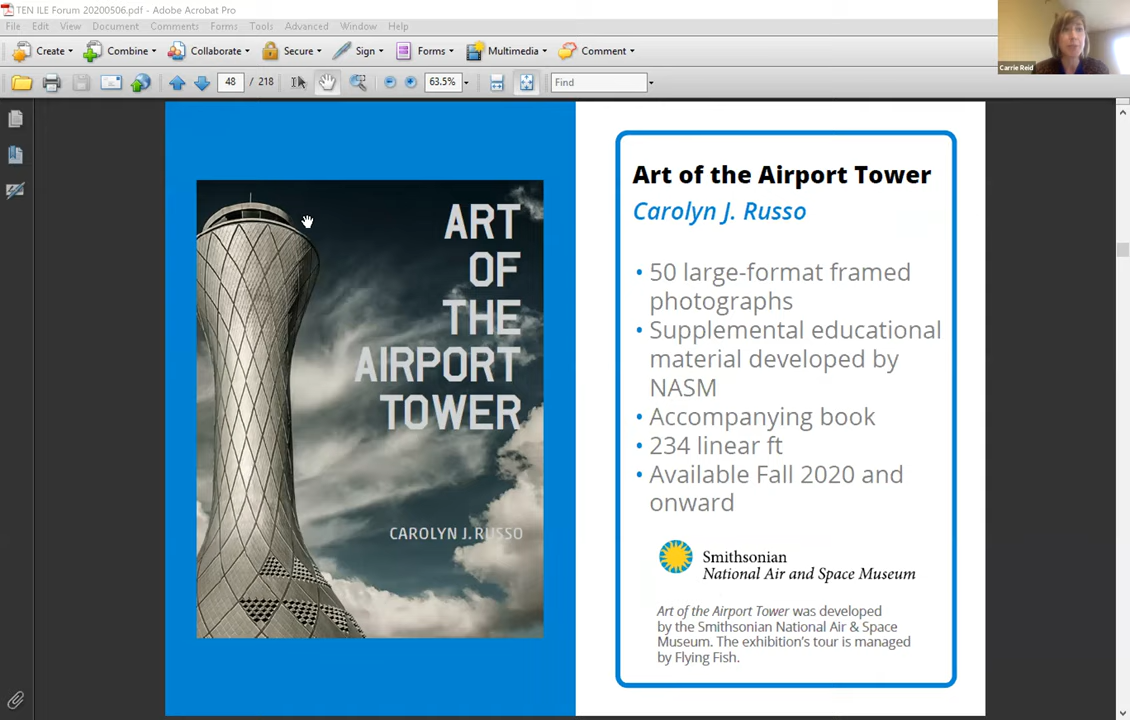 TEN ILE Forum 20200506.pdf - Adobe Acrobat Pro
File Edit View Document Comments Forms Tools Advanced Window Help
Create Combine Collaborate Secure Sign Forms Multimedia Comment
48 / 218 63.5% Find
Carrie Reid
ART
OF
THE
AIRPORT
TOWER
CAROLYN J. RUSSO
Art of the Airport Tower
Carolyn J. Russo
• 50 large-format framed
photographs
• Supplemental educational
material developed by
NASM
• Accompanying book
• 234 linear ft
• Available Fall 2020 and
onward
Smithsonian
National Air and Space Museum
Art of the Airport Tower was developed
by the Smithsonian National Air & Space
Museum. The exhibition's tour is managed
by Flying Fish.